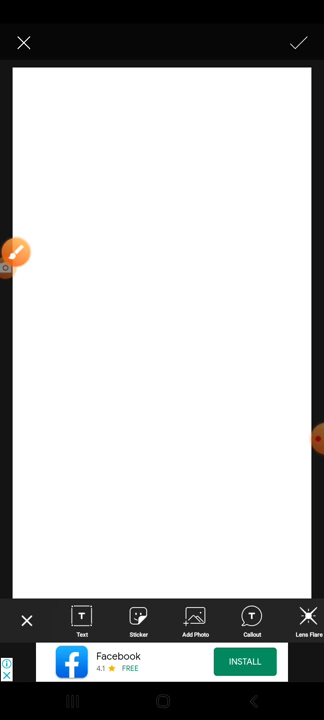 Text
Sticker
Add Photo
Callout
Lens Flare
Facebook
4.1 ★ FREE
INSTALL